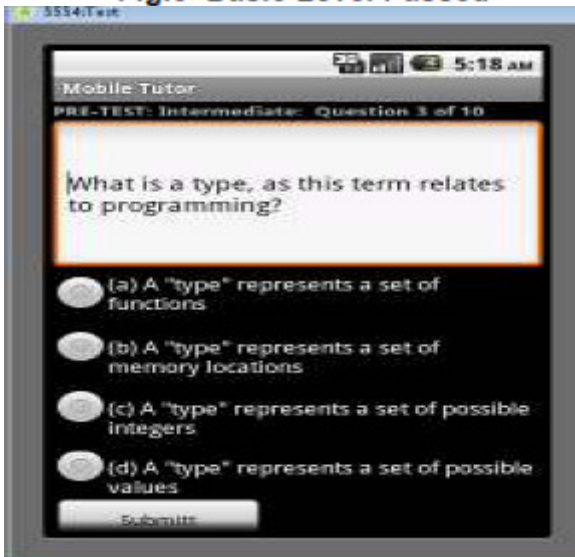 5554:Test
5:18 AM
Mobile Tutor
PRE-TEST: Intermediate: Question 3 of 10
What is a type, as this term relates
to programming?
(a) A "type" represents a set of
functions
(b) A "type" represents a set of
memory locations
(c) A "type" represents a set of possible
integers
(d) A "type" represents a set of possible
values